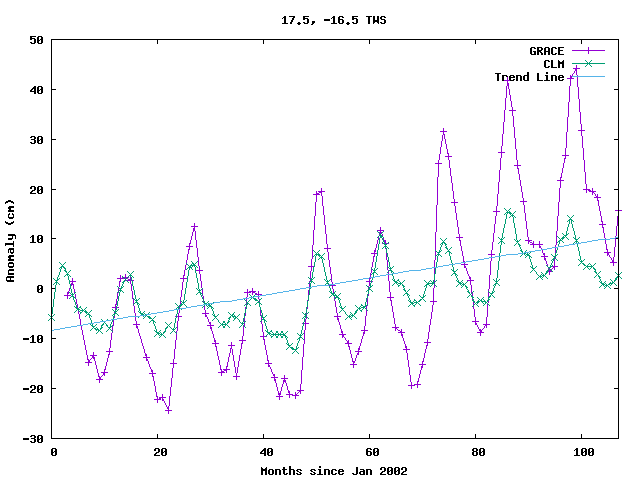 17.5, -16.5 TWS
GRACE
CLM
Trend Line
Anomaly (cm)
50
40
30
20
10
0
-10
-20
-30
0 20 40 60 80 100
Months since Jan 2002